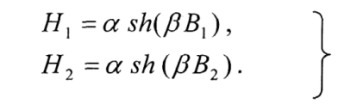 H₁ = α sh(βB₁),
H₂ = α sh (βB₂).